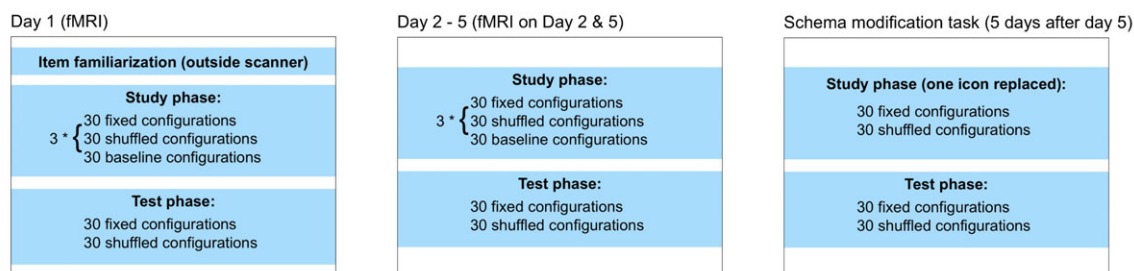 Day 1 (fMRI)
Item familiarization (outside scanner)
Study phase:
30 fixed configurations
3 * { 30 shuffled configurations
30 baseline configurations
Test phase:
30 fixed configurations
30 shuffled configurations
Day 2 - 5 (fMRI on Day 2 & 5)
Study phase:
30 fixed configurations
3 * { 30 shuffled configurations
30 baseline configurations
Test phase:
30 fixed configurations
30 shuffled configurations
Schema modification task (5 days after day 5)
Study phase (one icon replaced):
30 fixed configurations
30 shuffled configurations
Test phase:
30 fixed configurations
30 shuffled configurations